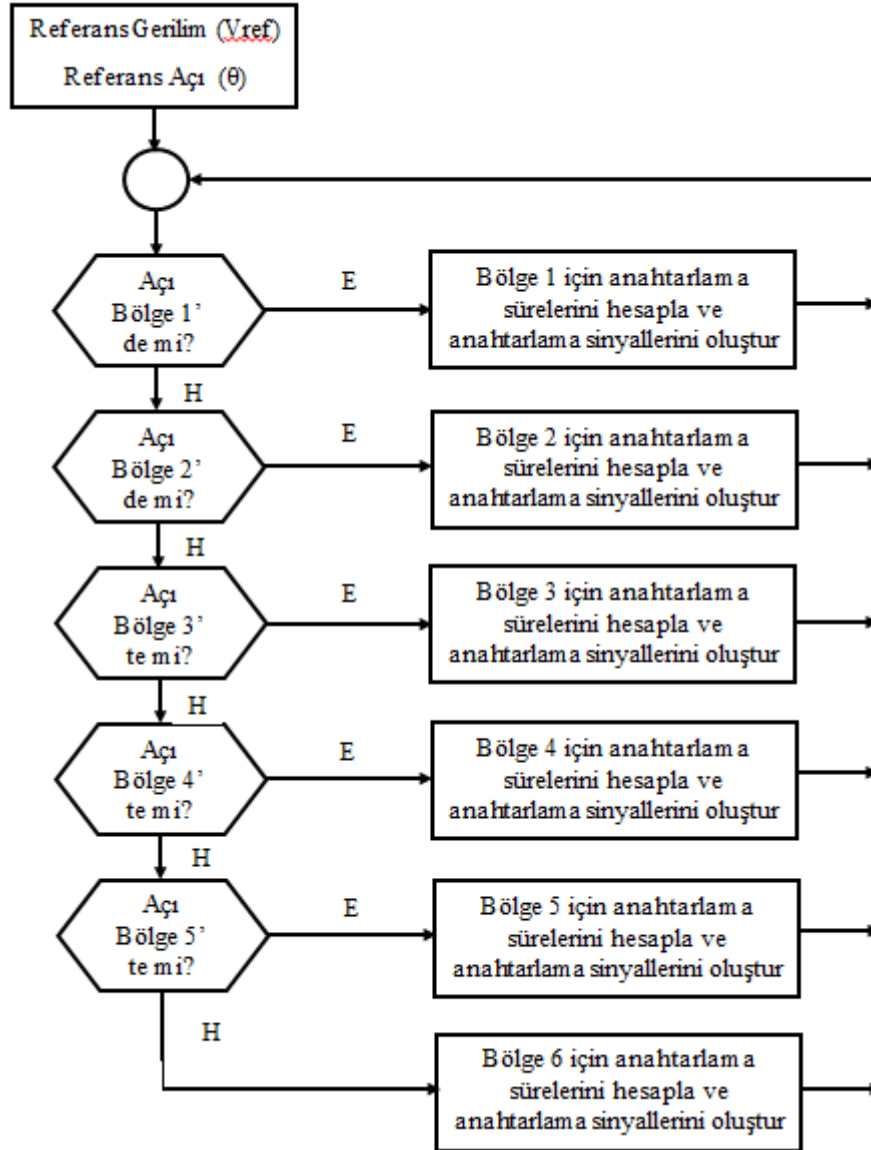 Referans Gerilim (Vref)
Referans Açı (θ)
Açı
Bölge 1'
de mi?
E
Bölge 1 için anahtarlama
sürelerini hesapla ve
anahtarlama sinyallerini oluştur
H
Açı
Bölge 2'
de mi?
E
Bölge 2 için anahtarlama
sürelerini hesapla ve
anahtarlama sinyallerini oluştur
H
Açı
Bölge 3'
te mi?
E
Bölge 3 için anahtarlama
sürelerini hesapla ve
anahtarlama sinyallerini oluştur
H
Açı
Bölge 4'
te mi?
E
Bölge 4 için anahtarlama
sürelerini hesapla ve
anahtarlama sinyallerini oluştur
H
Açı
Bölge 5'
te mi?
E
Bölge 5 için anahtarlama
sürelerini hesapla ve
anahtarlama sinyallerini oluştur
H
Bölge 6 için anahtarlama
sürelerini hesapla ve
anahtarlama sinyallerini oluştur